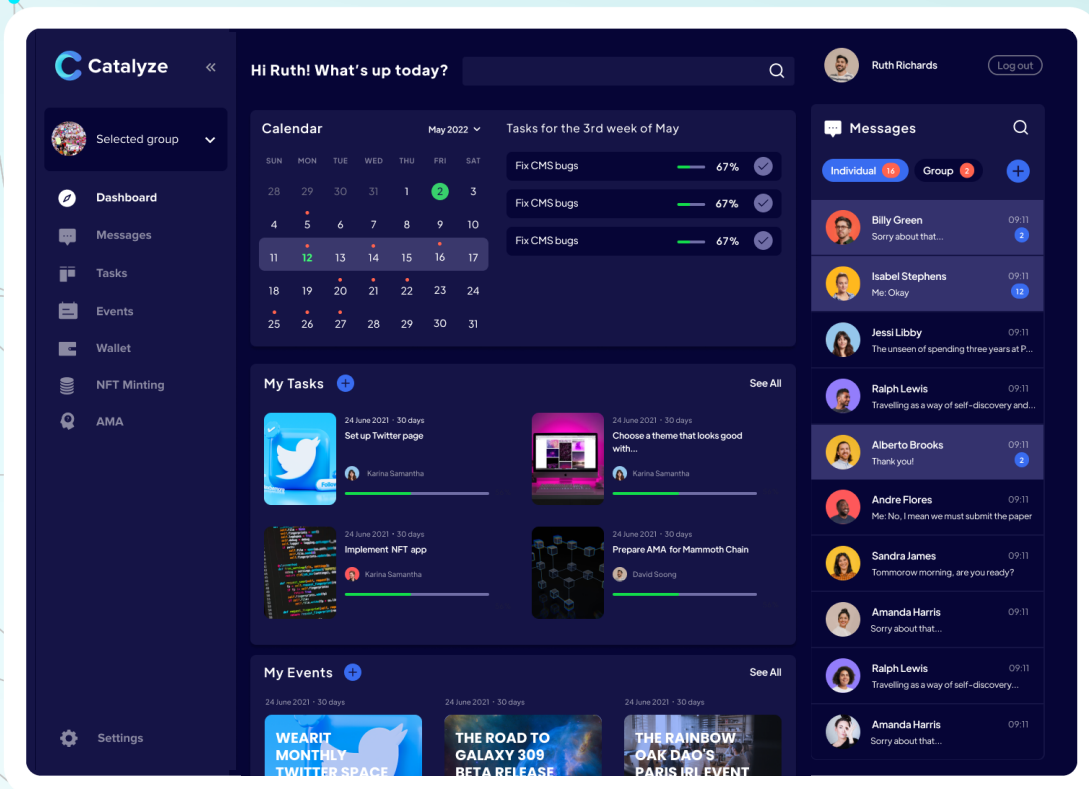 Catalyze
«
Selected group
Dashboard
Messages
Tasks
Events
Wallet
NFT Minting
AMA
Settings
Hi Ruth! What's up today?
Calendar
May 2022
SUN MON TUE WED THU FRI SAT
28 29 30 31 1 2 3
4 5 6 7 8 9 10
11 12 13 14 15 16 17
18 19 20 21 22 23 24
25 26 27 28 29 30 31
Tasks for the 3rd week of May
Fix CMS bugs 67%
Fix CMS bugs 67%
Fix CMS bugs 67%
My Tasks +
See All
24 June 2021 • 30 days
Set up Twitter page
Karina Samantha
24 June 2021 • 30 days
Choose a theme that looks good
with...
Karina Samantha
24 June 2021 • 30 days
Implement NFT app
Karina Samantha
24 June 2021 • 30 days
Prepare AMA for Mammoth Chain
David Soong
My Events +
See All
24 June 2021 • 30 days
WEARIT
MONTHLY
TWITTER SPACE
24 June 2021 • 30 days
THE ROAD TO
GALAXY 309
BETA RELEASE
24 June 2021 • 30 days
THE RAINBOW
OAK DAO'S
PARIS IRL EVENT
Ruth Richards
Log out
Messages
Individual 16
Group 2
+
Billy Green 09:11
Sorry about that... 2
Isabel Stephens 09:11
Me: Okay 12
Jessi Libby 09:11
The unseen of spending three years at P...
Ralph Lewis 09:11
Travelling as a way of self-discovery and...
Alberto Brooks 09:11
Thank you! 2
Andre Flores 09:11
Me: No, I mean we must submit the paper
Sandra James 09:11
Tommorow morning, are you ready?
Amanda Harris 09:11
Sorry about that...
Ralph Lewis 09:11
Travelling as a way of self-discovery...
Amanda Harris 09:11
Sorry about that...